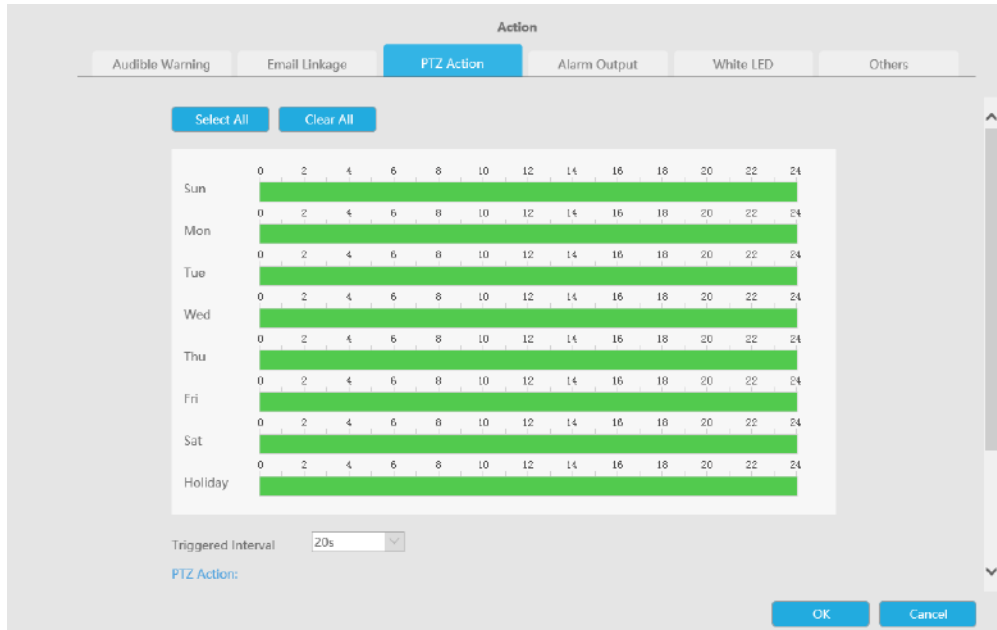 Action
Audible Warning Email Linkage PTZ Action Alarm Output White LED Others
Select All Clear All
0 2 4 6 8 10 12 14 16 18 20 22 24
Sun
0 2 4 6 8 10 12 14 16 18 20 22 24
Mon
0 2 4 6 8 10 12 14 16 18 20 22 24
Tue
0 2 4 6 8 10 12 14 16 18 20 22 24
Wed
0 2 4 6 8 10 12 14 16 18 20 22 24
Thu
0 2 4 6 8 10 12 14 16 18 20 22 24
Fri
0 2 4 6 8 10 12 14 16 18 20 22 24
Sat
0 2 4 6 8 10 12 14 16 18 20 22 24
Holiday
Triggered Interval 20s
PTZ Action:
OK Cancel